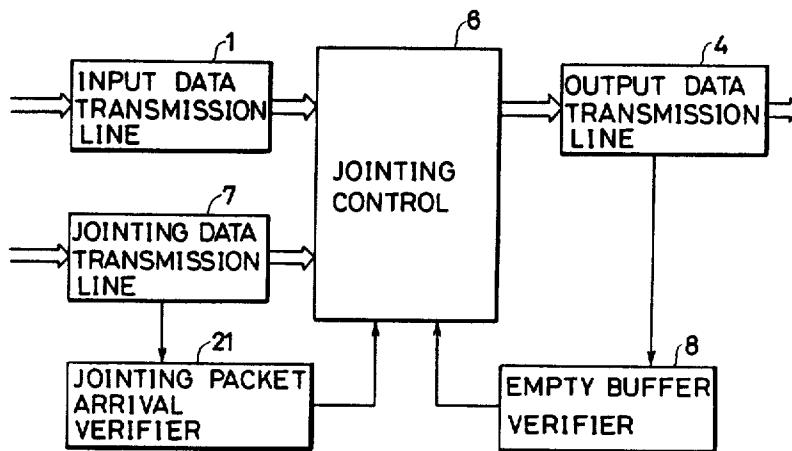 1
INPUT DATA
TRANSMISSION
LINE
6
JOINTING
CONTROL
4
OUTPUT DATA
TRANSMISSION
LINE
7
JOINTING DATA
TRANSMISSION
LINE
21
JOINTING PACKET
ARRIVAL
VERIFIER
8
EMPTY BUFFER
VERIFIER